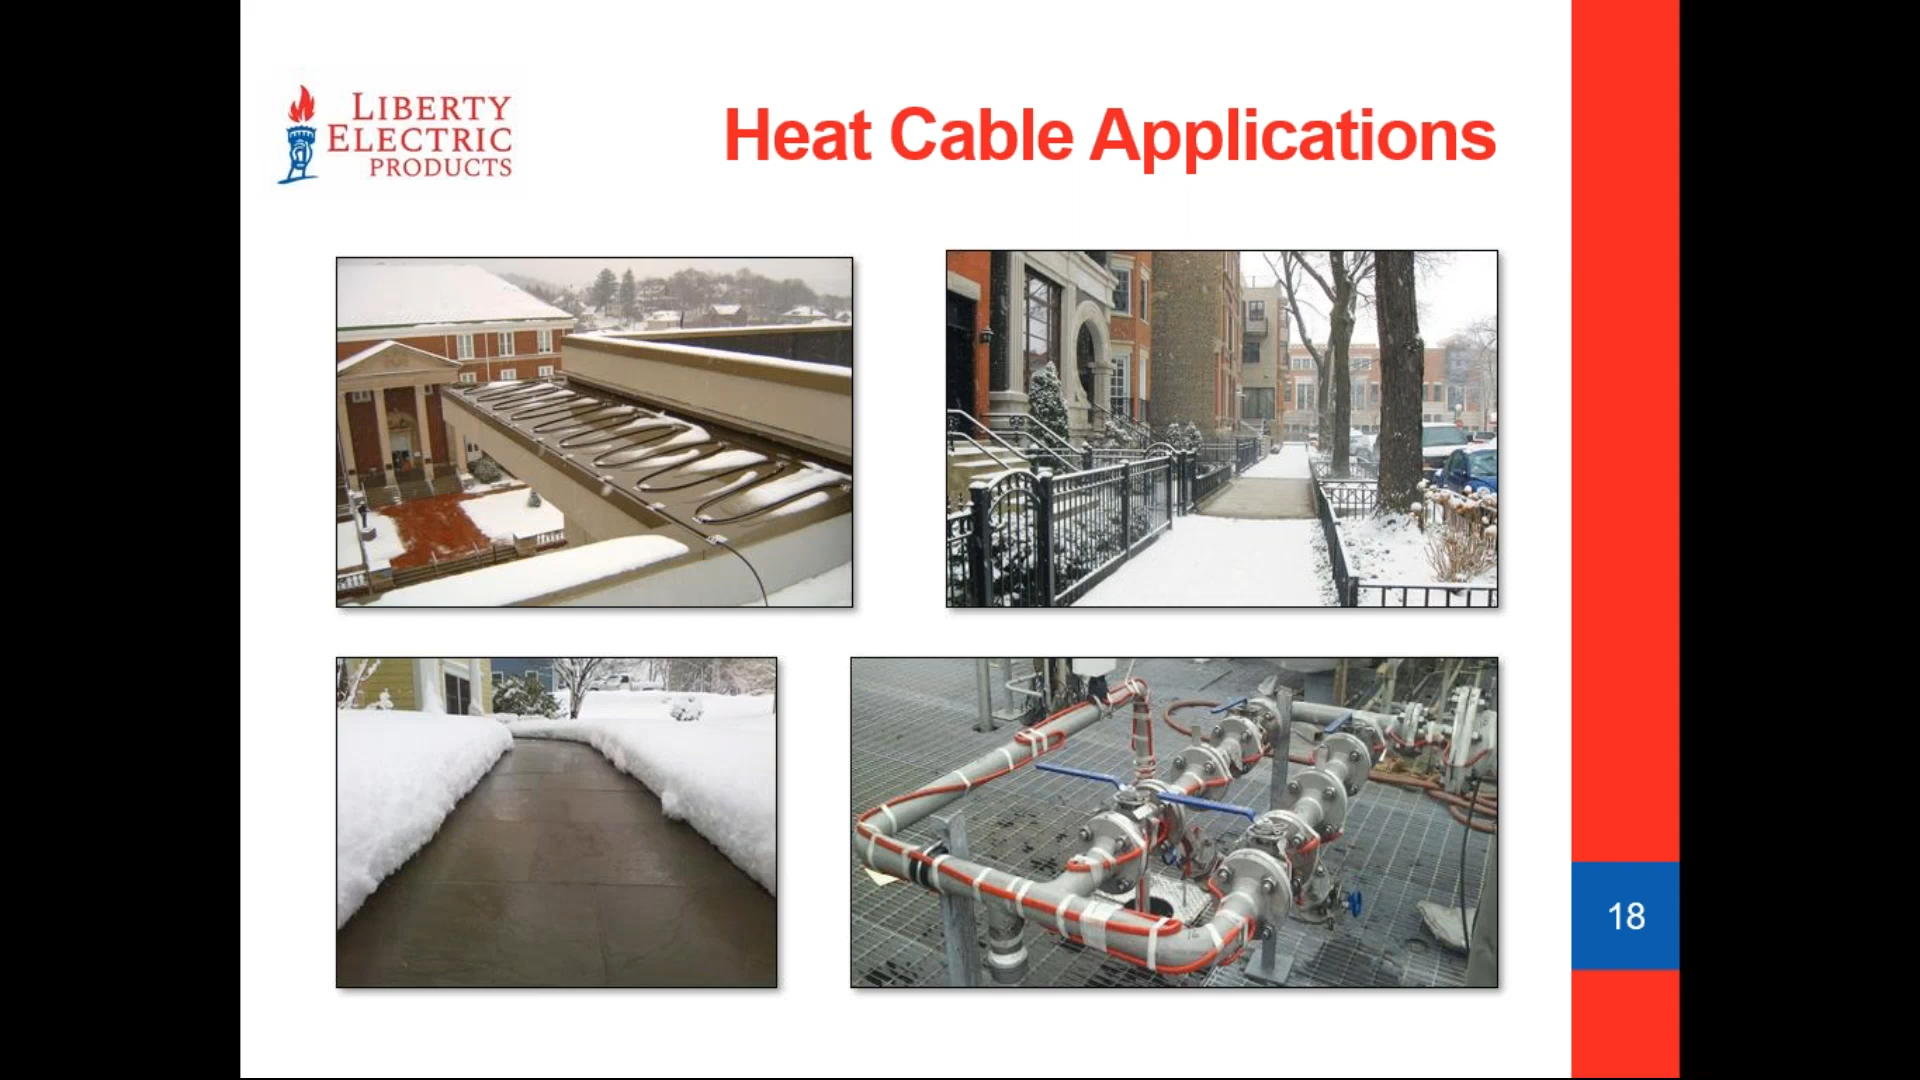 LIBERTY
ELECTRIC
PRODUCTS
Heat Cable Applications
18